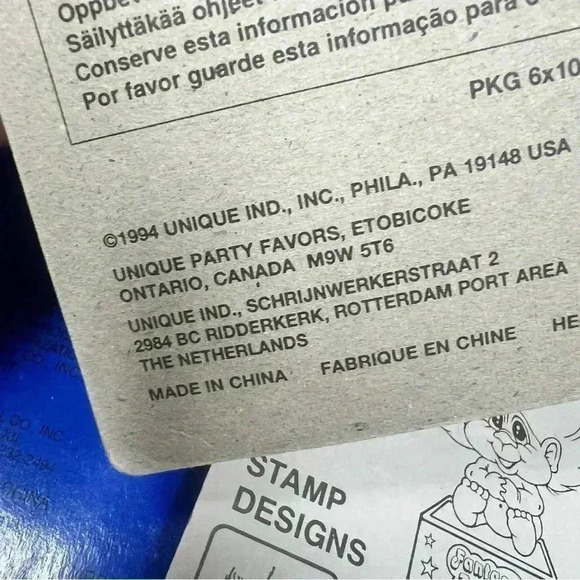 Oppbev
Säilyttäkää ohjeet
Conserve esta información
Por favor guarde esta informação para
PKG 6x10
©1994 UNIQUE IND., INC., PHILA., PA 19148 USA
UNIQUE PARTY FAVORS, ETOBICOKE
ONTARIO, CANADA M9W 5T6
UNIQUE IND., SCHRIJNWERKERSTRAAT 2
2984 BC RIDDERKERK, ROTTERDAM PORT AREA
THE NETHERLANDS
MADE IN CHINA FABRIQUE EN CHINE HE
STAMP
DESIGNS